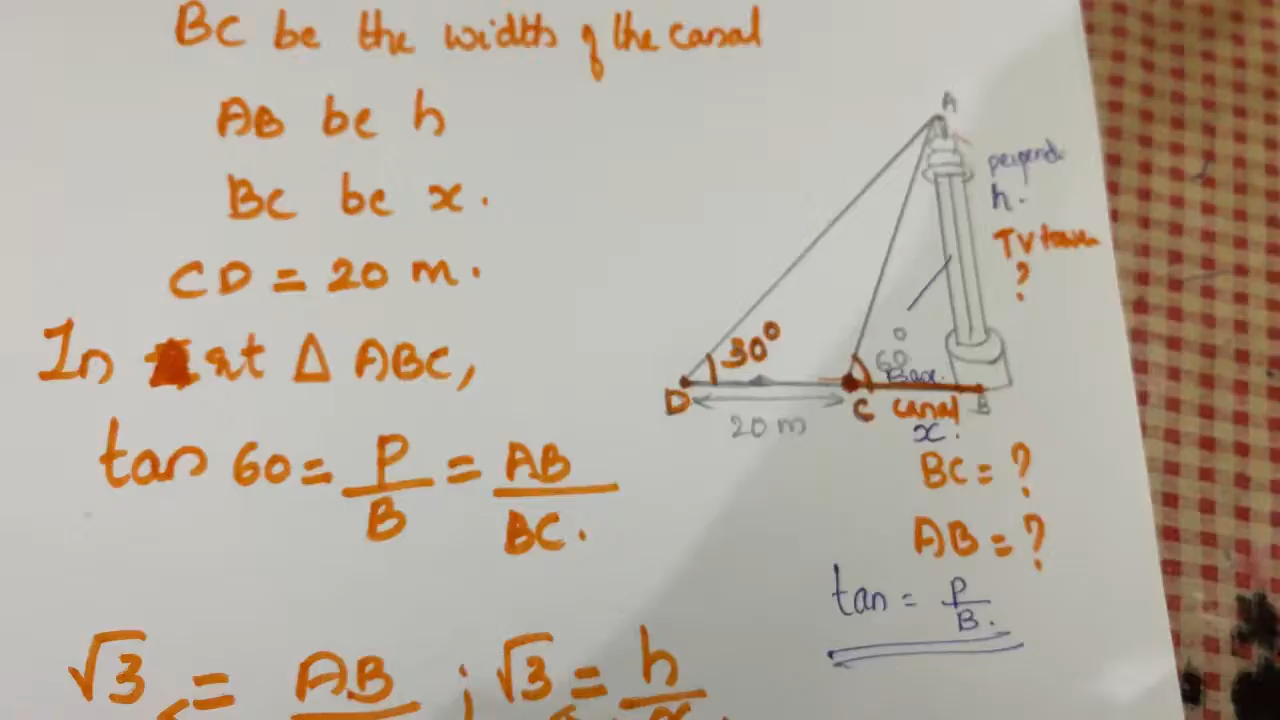 BC be the width of the canal
AB be h
BC be x.
CD = 20 m.
In rt Δ ABC,
tan 60 = P/B = AB/BC.
√3 = AB ; √3 = h/x.
A
h.
TV tower
?
30°
60°
Base
D
20 m
C
canal
B
x.
BC = ?
AB = ?
tan = P/B.